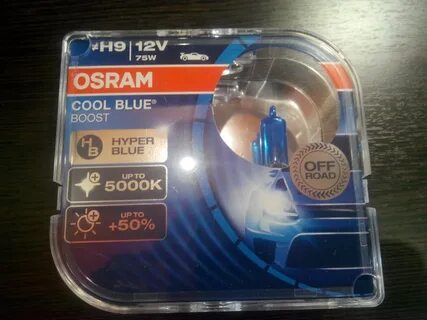 ≠H9 12V
75W
OSRAM
COOL BLUE®
BOOST
HB
HYPER
BLUE
UP TO
5000K
UP TO
+50%
OFF
ROAD